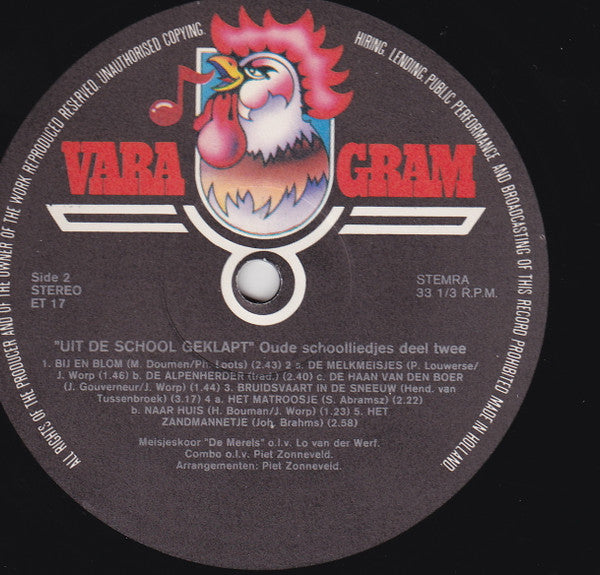 ALL RIGHTS OF THE PRODUCER AND OF THE OWNER OF THE WORK REPRODUCED RESERVED. UNAUTHORISED COPYING,
HIRING, LENDING, PUBLIC PERFORMANCE AND BROADCASTING OF THIS RECORD PROHIBITED MADE IN HOLLAND
VARA GRAM
Side 2
STEREO
ET 17
STEMRA
33 1/3 R.P.M.
"UIT DE SCHOOL GEKLAPT" Oude schoolliedjes deel twee
1. BIJ EN BLOM (M. Doumen/Ph. Loots) (2.43) 2 a. DE MELKMEISJES (P. Louwerse/
J. Worp) (1.46) b. DE ALPENHERDER (trad.) (2.40) c. DE HAAN VAN DEN BOER
(J. Gouverneur/J. Worp) (1.44) 3. BRUIDSVAART IN DE SNEEUW (Hend. van
Tussenbroek) (3.17) 4 a. HET MATROOSJE (S. Abramsz) (2.22)
b. NAAR HUIS (H. Bouman/J. Worp) (1.23) 5. HET
ZANDMANNETJE (Joh. Brahms) (2.58)
Meisjeskoor "De Merels" o.l.v. Lo van der Werf.
Combo o.l.v. Piet Zonneveld.
Arrangementen: Piet Zonneveld.